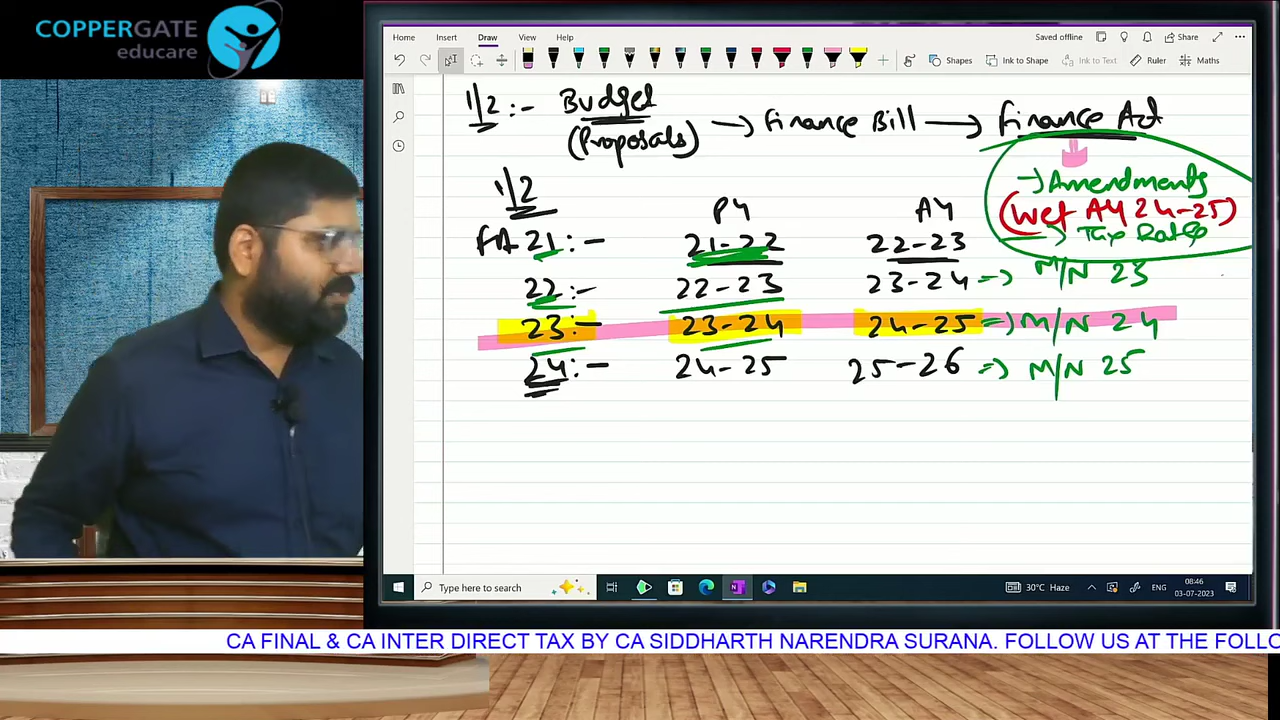 COPPERGATE
educare
Home Insert Draw View Help
Saved offline
Share
Shapes
Ink to Shape
Ink to Text
Ruler
Maths
1/2 :- Budget (Proposals) → Finance Bill → Finance Act
→ Amendments
(wef AY 24-25)
→ Tax Rates
1/2
PY AY
FA 21:- 21-22 22-23
22:- 22-23 23-24 => M/N 23
23:- 23-24 24-25 => M/N 24
24:- 24-25 25-26 => M/N 25
Type here to search
30°C Haze
ENG
08:46
03-07-2023
CA FINAL & CA INTER DIRECT TAX BY CA SIDDHARTH NARENDRA SURANA. FOLLOW US AT THE FOLLO